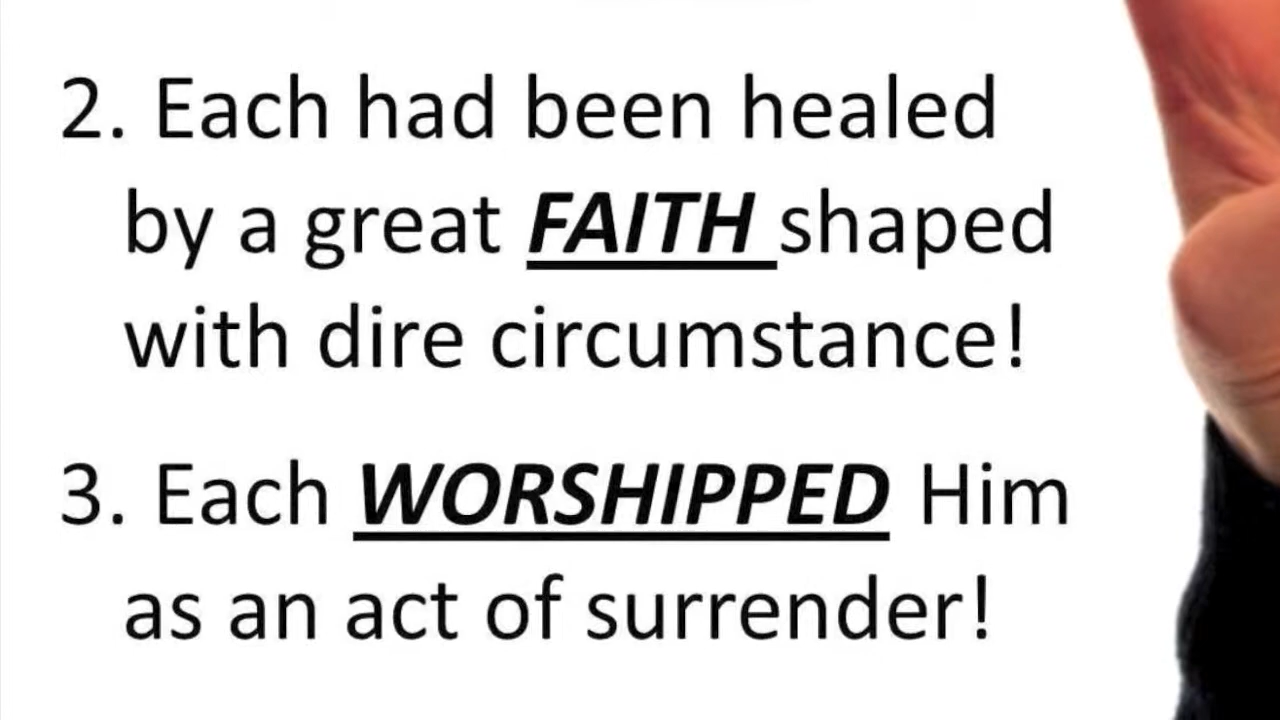 2. Each had been healed
by a great FAITH shaped
with dire circumstance!
3. Each WORSHIPPED Him
as an act of surrender!